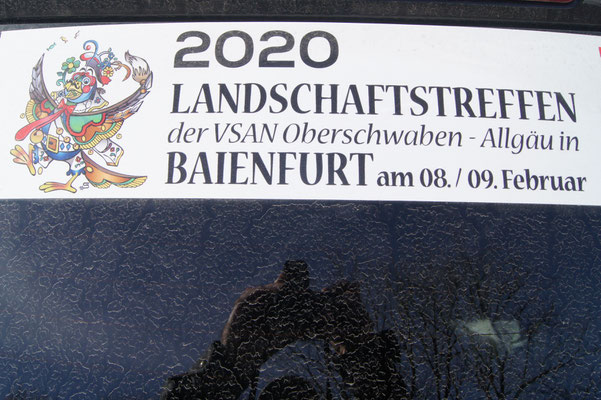 2020
LANDSCHAFTSTREFFEN
der VSAN Oberschwaben - Allgäu in
BAIENFURT am 08. / 09. Februar